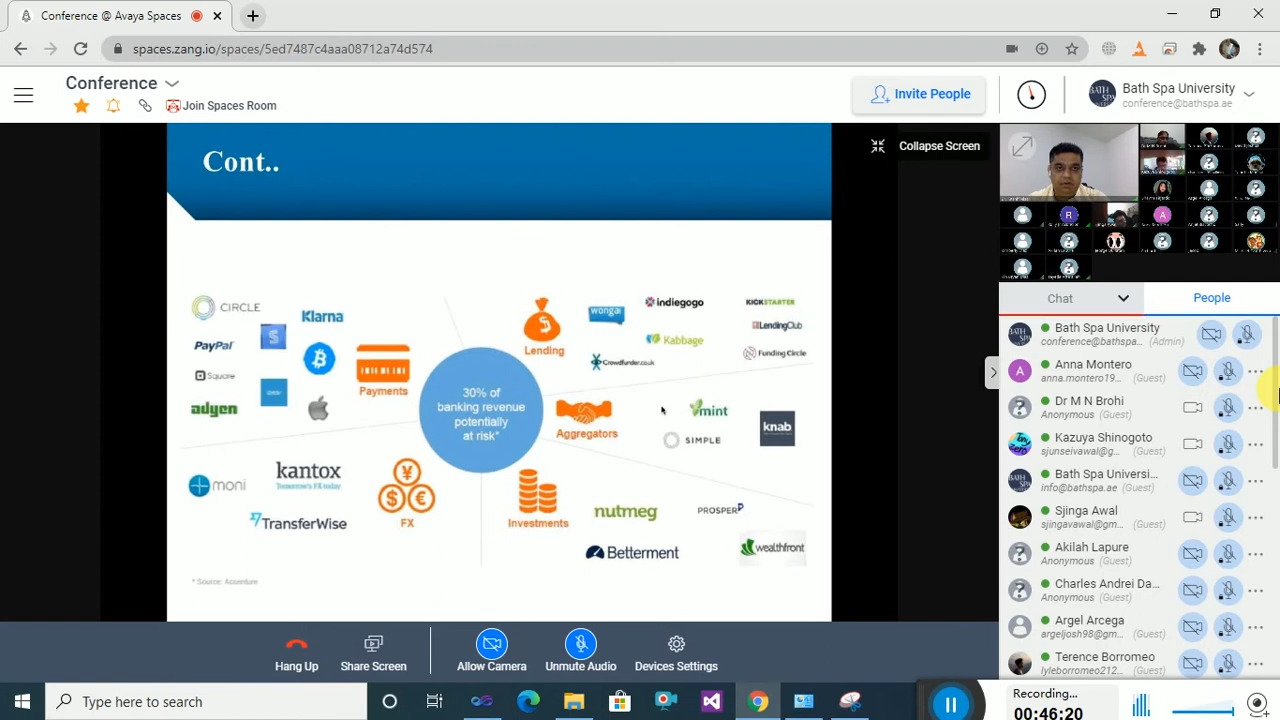 Conference @ Avaya Spaces
spaces.zang.io/spaces/5ed7487c4aaa08712a74d574
Conference
Join Spaces Room
Invite People
Bath Spa University
conference@bathspa.ae
Cont..
Collapse Screen
CIRCLE
Klarna
PayPal
Square
adyen
Payments
Lending
wonga
indiegogo
KICKSTARTER
Kabbage
LendingClub
Crowdfunder.co.uk
Funding Circle
30% of
banking revenue
potentially
at risk*
Aggregators
mint
SIMPLE
knab
moni
kantox
Tomorrow's FX today
TransferWise
FX
Investments
nutmeg
PROSPER
Betterment
wealthfront
* Source: Accenture
Chat
People
Bath Spa University
conference@bathspa... (Admin)
Anna Montero
anna.montero19... (Guest)
Dr M N Brohi
Anonymous (Guest)
Kazuya Shinogoto
sjunseivawal@g... (Guest)
Bath Spa Universi...
info@bathspa.ae (Guest)
Sjinga Awal
sjingavawal@gm... (Guest)
Akilah Lapure
Anonymous (Guest)
Charles Andrei Da...
Anonymous (Guest)
Argel Arcega
argeljosh98@gm... (Guest)
Terence Borromeo
lyleborromeo212... (Guest)
Hang Up
Share Screen
Allow Camera
Unmute Audio
Devices Settings
Type here to search
Recording...
00:46:20